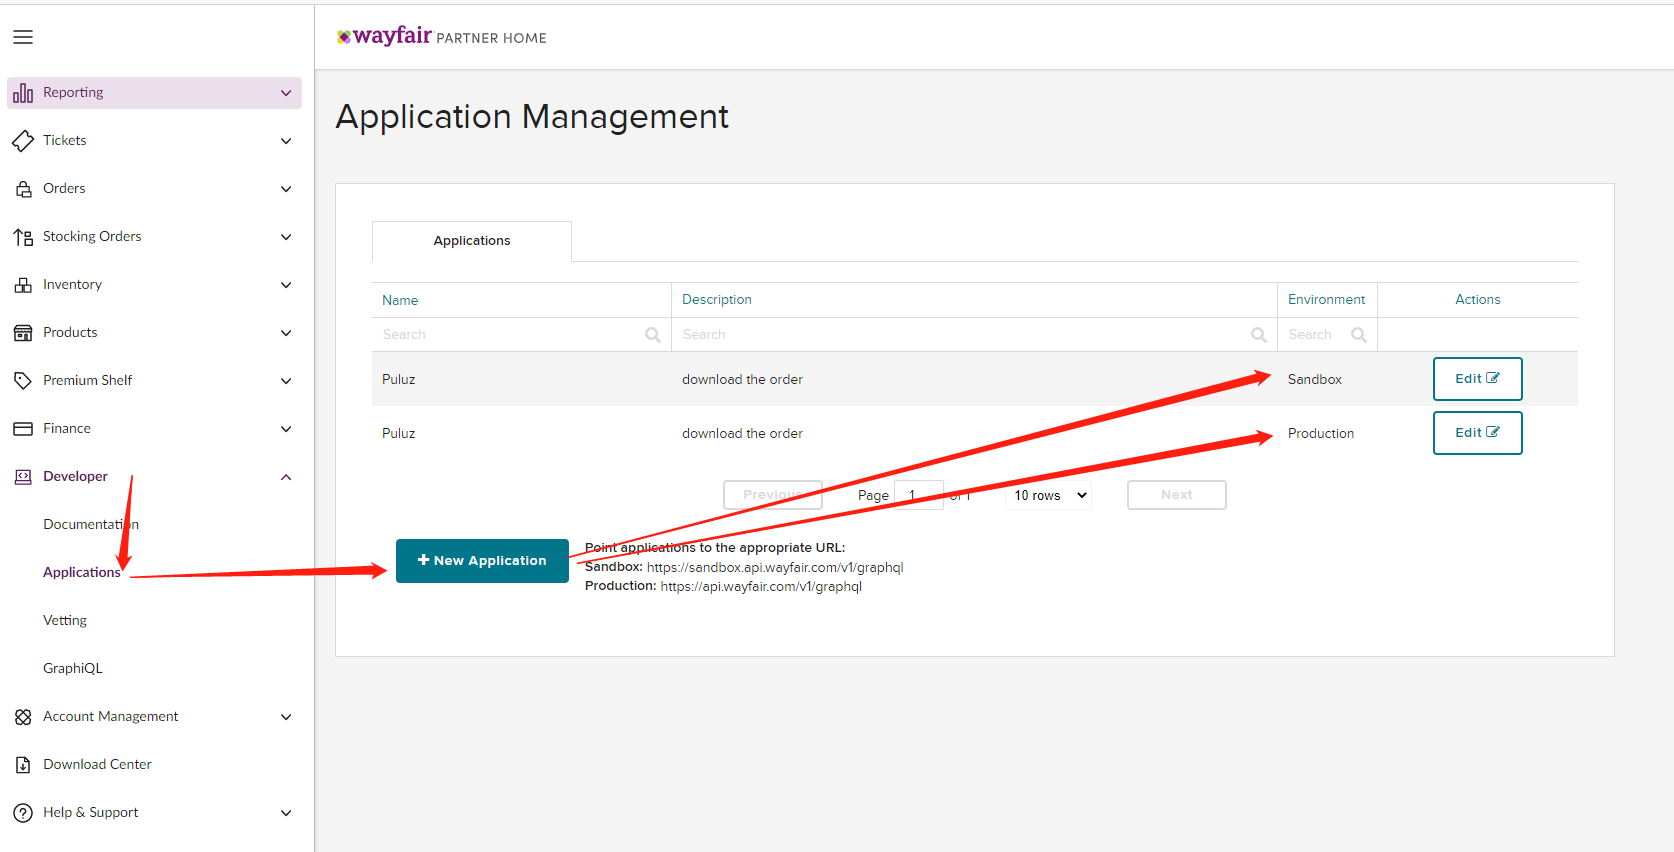 wayfair PARTNER HOME
Reporting
Tickets
Orders
Stocking Orders
Inventory
Products
Premium Shelf
Finance
Developer
Documentation
Applications
Vetting
GraphiQL
Account Management
Download Center
Help & Support
Application Management
Applications
Name Description Environment Actions
Search Search Search
Puluz download the order Sandbox Edit
Puluz download the order Production Edit
Previous Page 1 of 1 10 rows Next
+ New Application
Point applications to the appropriate URL:
Sandbox: https://sandbox.api.wayfair.com/v1/graphql
Production: https://api.wayfair.com/v1/graphql